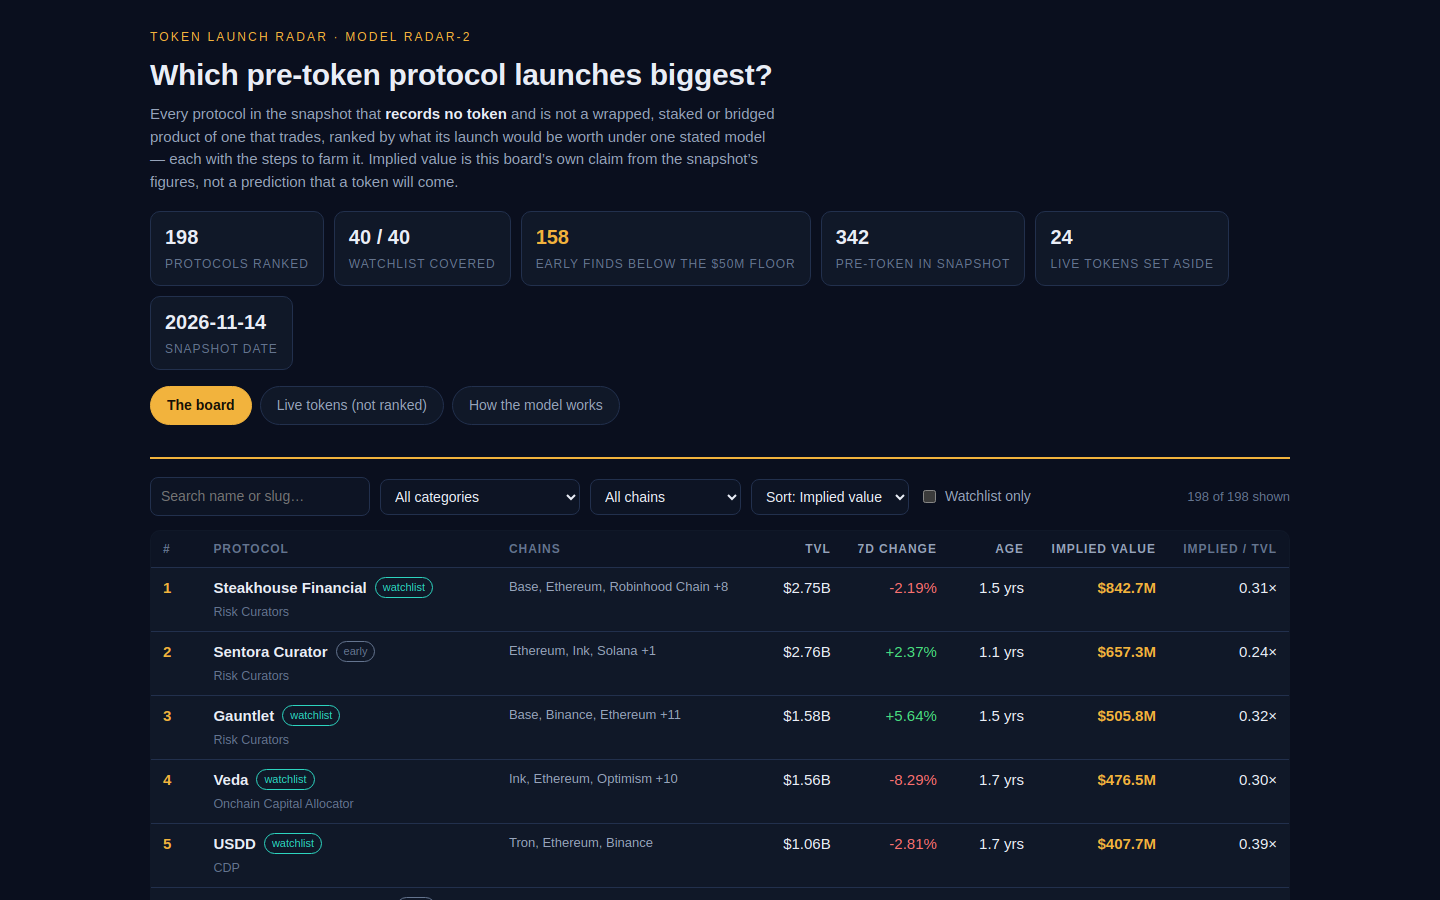 TOKEN LAUNCH RADAR · MODEL RADAR-2
Which pre-token protocol launches biggest?
Every protocol in the snapshot that records no token and is not a wrapped, staked or bridged
product of one that trades, ranked by what its launch would be worth under one stated model
— each with the steps to farm it. Implied value is this board’s own claim from the snapshot’s
figures, not a prediction that a token will come.
198
PROTOCOLS RANKED
40 / 40
WATCHLIST COVERED
158
EARLY FINDS BELOW THE $50M FLOOR
342
PRE-TOKEN IN SNAPSHOT
24
LIVE TOKENS SET ASIDE
2026-11-14
SNAPSHOT DATE
The board
Live tokens (not ranked)
How the model works
Search name or slug…
All categories
All chains
Sort: Implied value
Watchlist only
198 of 198 shown
# PROTOCOL CHAINS TVL 7D CHANGE AGE IMPLIED VALUE IMPLIED / TVL
1 Steakhouse Financial watchlist Base, Ethereum, Robinhood Chain +8 $2.75B -2.19% 1.5 yrs $842.7M 0.31×
Risk Curators
2 Sentora Curator early Ethereum, Ink, Solana +1 $2.76B +2.37% 1.1 yrs $657.3M 0.24×
Risk Curators
3 Gauntlet watchlist Base, Binance, Ethereum +11 $1.58B +5.64% 1.5 yrs $505.8M 0.32×
Risk Curators
4 Veda watchlist Ink, Ethereum, Optimism +10 $1.56B -8.29% 1.7 yrs $476.5M 0.30×
Onchain Capital Allocator
5 USDD watchlist Tron, Ethereum, Binance $1.06B -2.81% 1.7 yrs $407.7M 0.39×
CDP